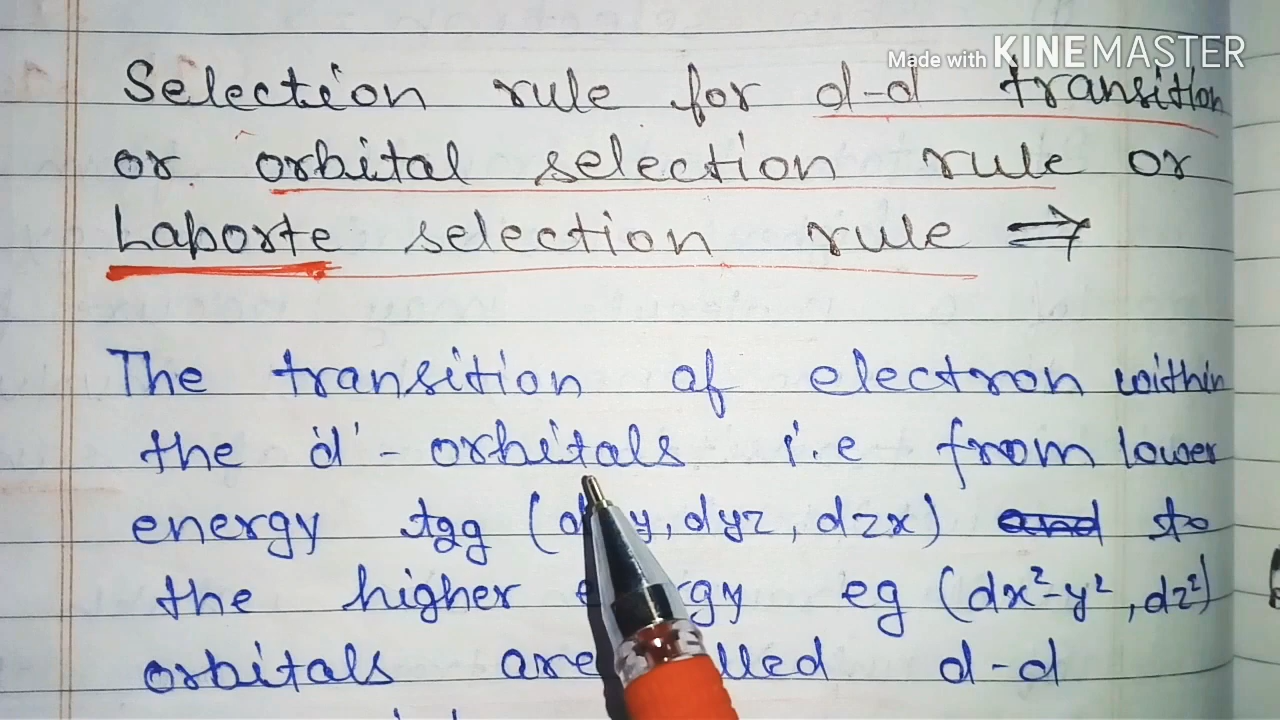 Made with KINEMASTER
Selection rule for d-d transition
or orbital selection rule or
Laporte selection rule ⇒
The transition of electron within
the 'd' - orbitals i.e from lower
energy t2g ( , dyz, dzx) and to
the higher eg (dx²-y², dz²)
orbitals are d-d